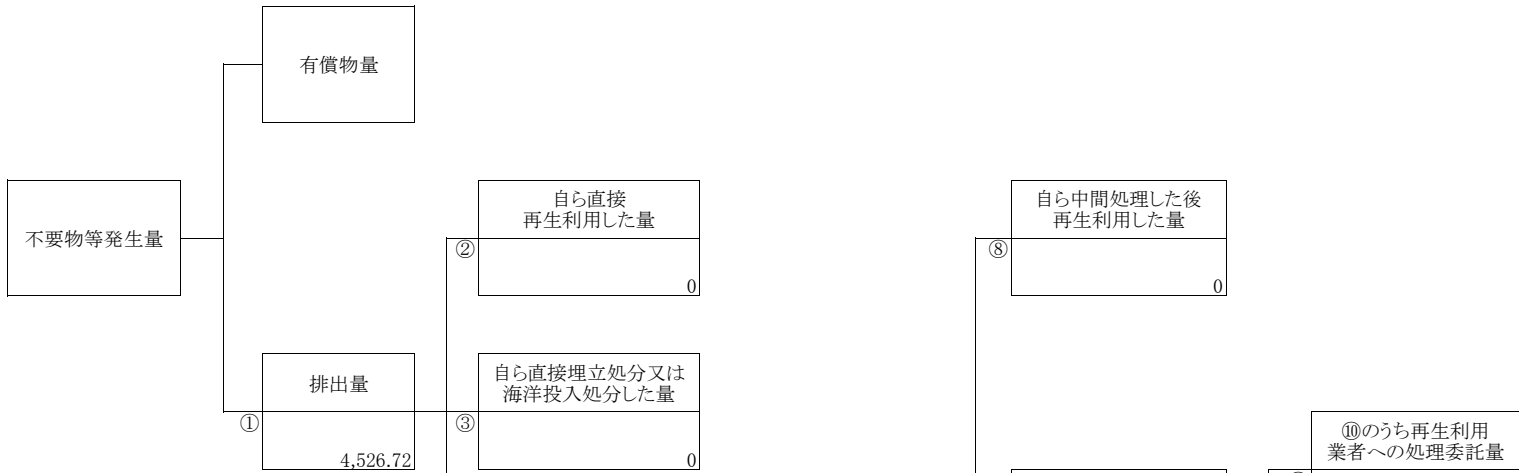 有償物量
不要物等発生量
自ら直接
再生利用した量
②
0
自ら中間処理した後
再生利用した量
⑧
0
排出量
①
4,526.72
自ら直接埋立処分又は
海洋投入処分した量
③
0
⑩のうち再生利用
業者への処理委託量